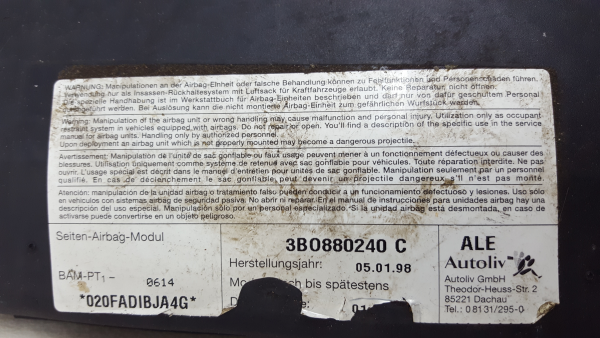 WARNUNG: Manipulationen an der Airbag-Einheit oder falsche Behandlung können zu Fehlfunktionen und Personenschäden führen.
Verwendung nur als Insassen-Rückhaltesystem mit Luftsack für Kraftfahrzeuge erlaubt. Keine Reparatur, nicht öffnen.
Die spezielle Handhabung ist im Werkstattbuch für Airbag-Einheiten beschrieben und darf nur von dafür geschultem Personal
ausgeführt werden. Bei Auslösung kann die nicht montierte Airbag-Einheit zum gefährlichen Wurfstück werden.
Warning: Manipulation of the airbag unit or wrong handling may cause malfunction and personal injury. Utilization only as occupant
restraint system in vehicles equipped with airbags. Do not repair or open. You'll find a description of the specific use in the service
manual for airbag units. Handling only by authorized personnel.
Upon deployment an airbag unit which is not properly mounted may become a dangerous projectile.
Avertissement: Manipulation de l'unité de sac gonflable ou faux usage peuvent mener à un fonctionnement défectueux ou causer des
blessures. Utilisation uniquement comme système de retenue avec sac gonflable dans les voitures. Toute réparation interdite. Ne pas
ouvrir. L'usage spécial est décrit dans le manuel d'entretien pour unités de sac gonflable. Manipulation seulement par un personnel
qualifié. En cas de déclenchement le sac gonflable peut devenir un projectile dangereux s'il n'est pas monté.
Atención: manipulación de la unidad airbag o tratamiento falso pueden conducir a un funcionamiento defectuoso y lesiones. Uso sólo
en vehículos con sistemas airbag de seguridad pasiva. No abrir ni reparar. En el manual de instrucciones para unidades airbag hay una
descripción del uso especial. Manipulación sólo por un personal especializado. Si la unidad airbag está desmontada, en caso de
activarse puede convertirse en un objeto peligroso.
Seiten-Airbag-Modul
BAM-PT1 - 0614
*020FADIBJA4G*
3B0880240 C
Herstellungsjahr: 05.01.98
bis spätestens
ALE
Autoliv
Autoliv GmbH
Theodor-Heuss-Str. 2
85221 Dachau
Tel.: 08131/295-0